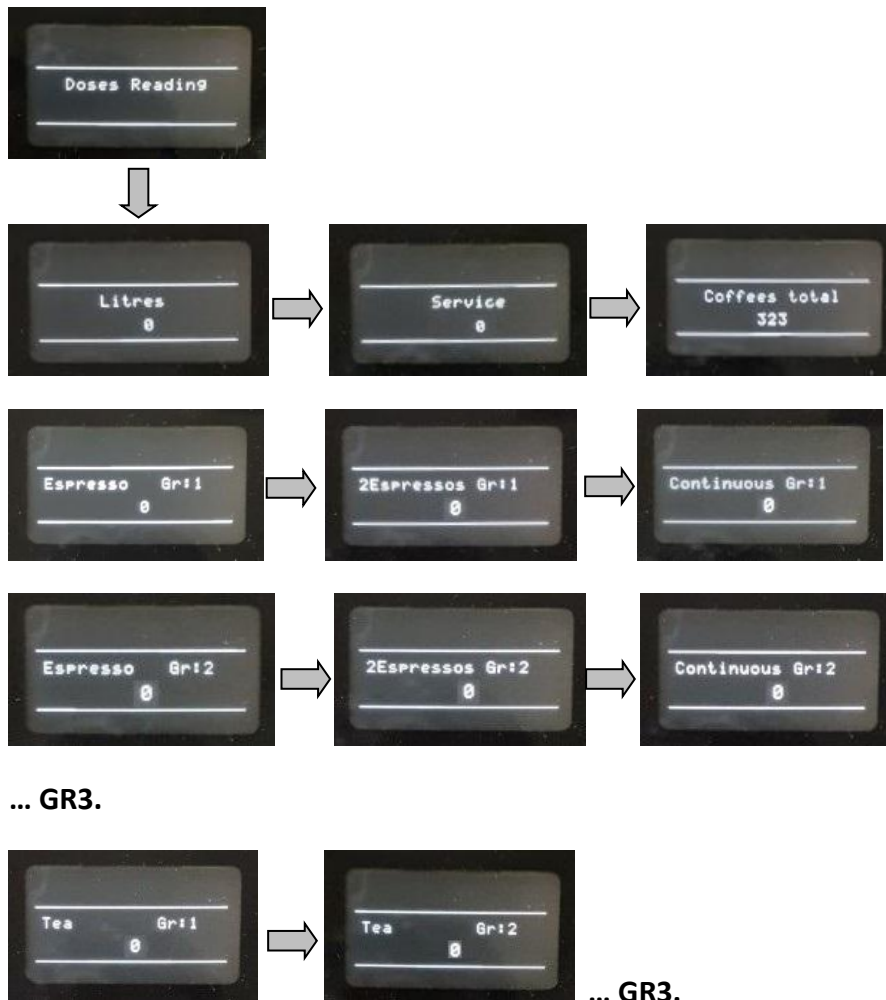 Doses Reading
Litres
0
Service
0
Coffees total
323
Espresso Gr:1
0
2Espressos Gr:1
0
Continuous Gr:1
0
Espresso Gr:2
0
2Espressos Gr:2
0
Continuous Gr:2
0
... GR3.
Tea Gr:1
0
Tea Gr:2
0
... GR3.